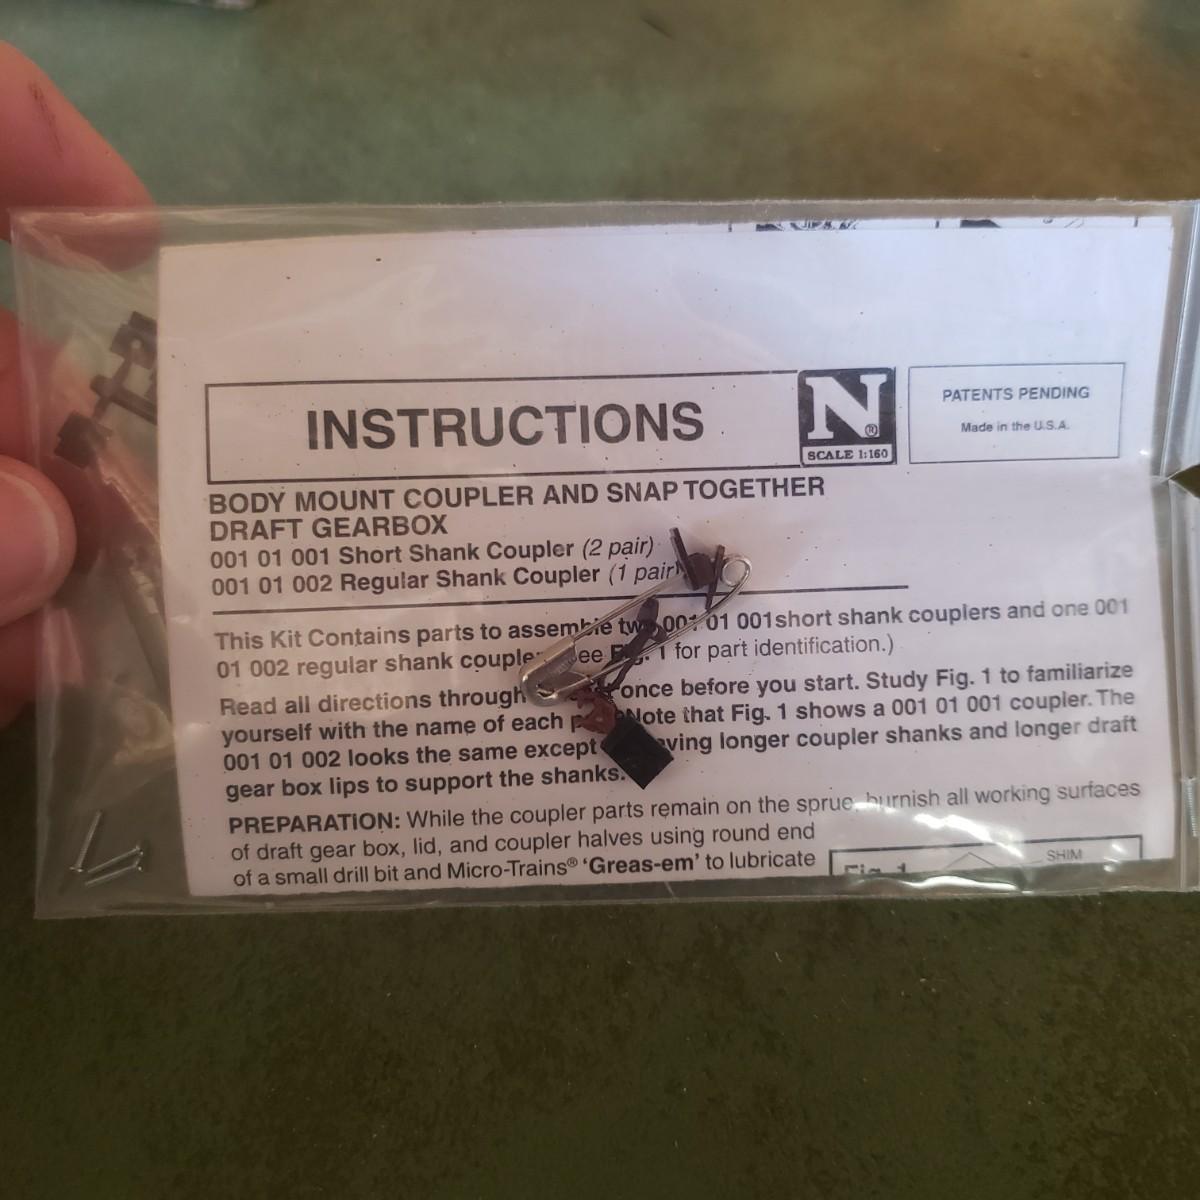 INSTRUCTIONS
N®
SCALE 1:160
PATENTS PENDING
Made in the U.S.A.
BODY MOUNT COUPLER AND SNAP TOGETHER
DRAFT GEARBOX
001 01 001 Short Shank Coupler (2 pair)
001 01 002 Regular Shank Coupler (1 pair)
This Kit Contains parts to assemble 001 01 001short shank couplers and one 001
01 002 regular shank 1 for part identification.)
Read all directions once before you start. Study Fig. 1 to familiarize
yourself with the name of each Note that Fig. 1 shows a 001 01 001 coupler. The
001 01 002 looks the same except longer coupler shanks and longer draft
gear box lips to support the shanks.
PREPARATION: While the coupler parts remain on the sprue, burnish all working surfaces
of draft gear box, lid, and coupler halves using round end
of a small drill bit and Micro-Trains® ‘Greas-em’ to lubricate
Fig. 1
SHIM